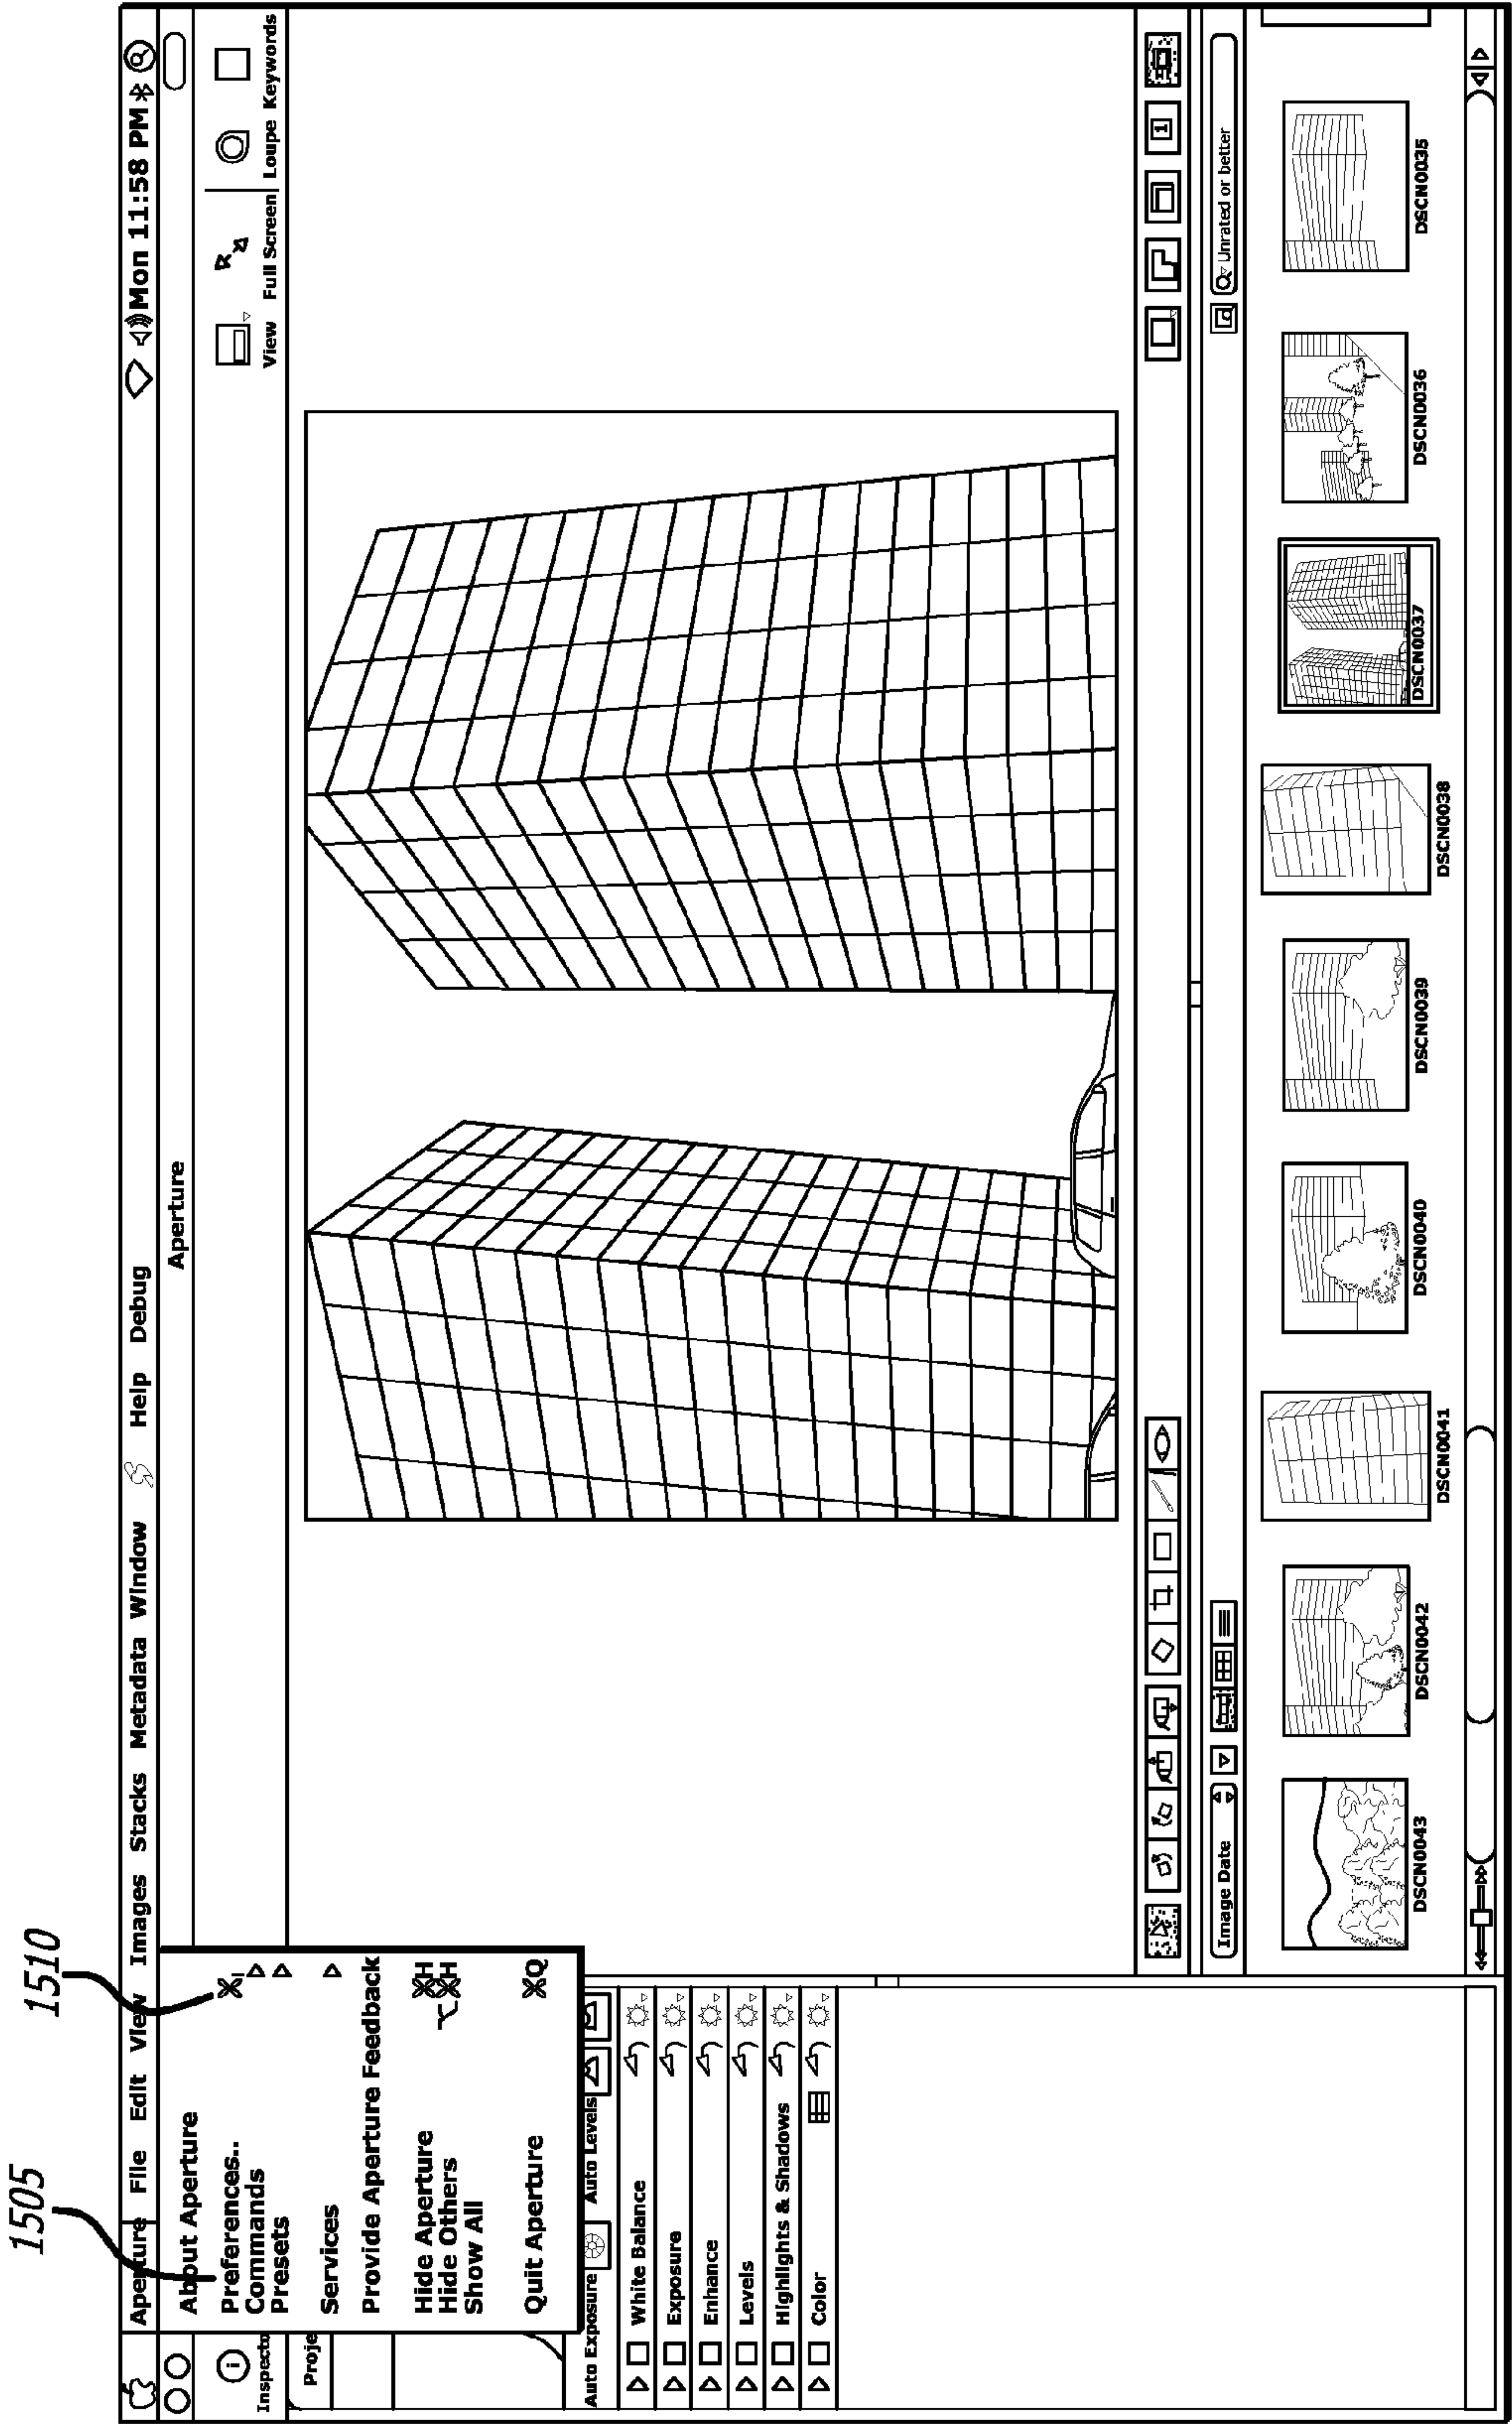 1505
1510
Aperture File Edit View Images Stacks Metadata Window Help Debug Mon 11:58 PM
Aperture
About Aperture
Preferences..
Commands
Presets
Services
Provide Aperture Feedback
Hide Aperture H
Hide Others H
Show All
Quit Aperture Q
Inspecto
View Full Screen Loupe Keywords
Proje
Auto Exposure Auto Levels
White Balance
Exposure
Enhance
Levels
Highlights & Shadows
Color
1
Image Date
Unrated or better
DSCN0043 DSCN0042 DSCN0041 DSCN0040 DSCN0039 DSCN0038 DSCN0037 DSCN0036 DSCN0035